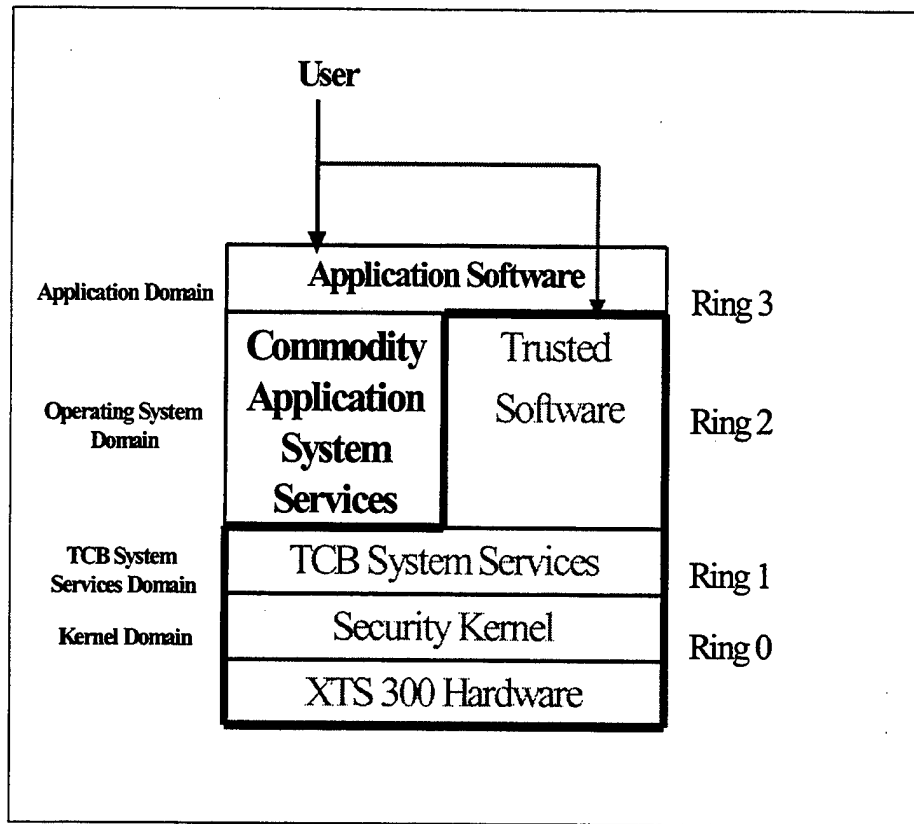 User
Application Software
Application Domain
Ring 3
Commodity
Application
System
Services
Trusted
Software
Operating System
Domain
Ring 2
TCB System
Services Domain
TCB System Services
Ring 1
Kernel Domain
Security Kernel
Ring 0
XTS 300 Hardware